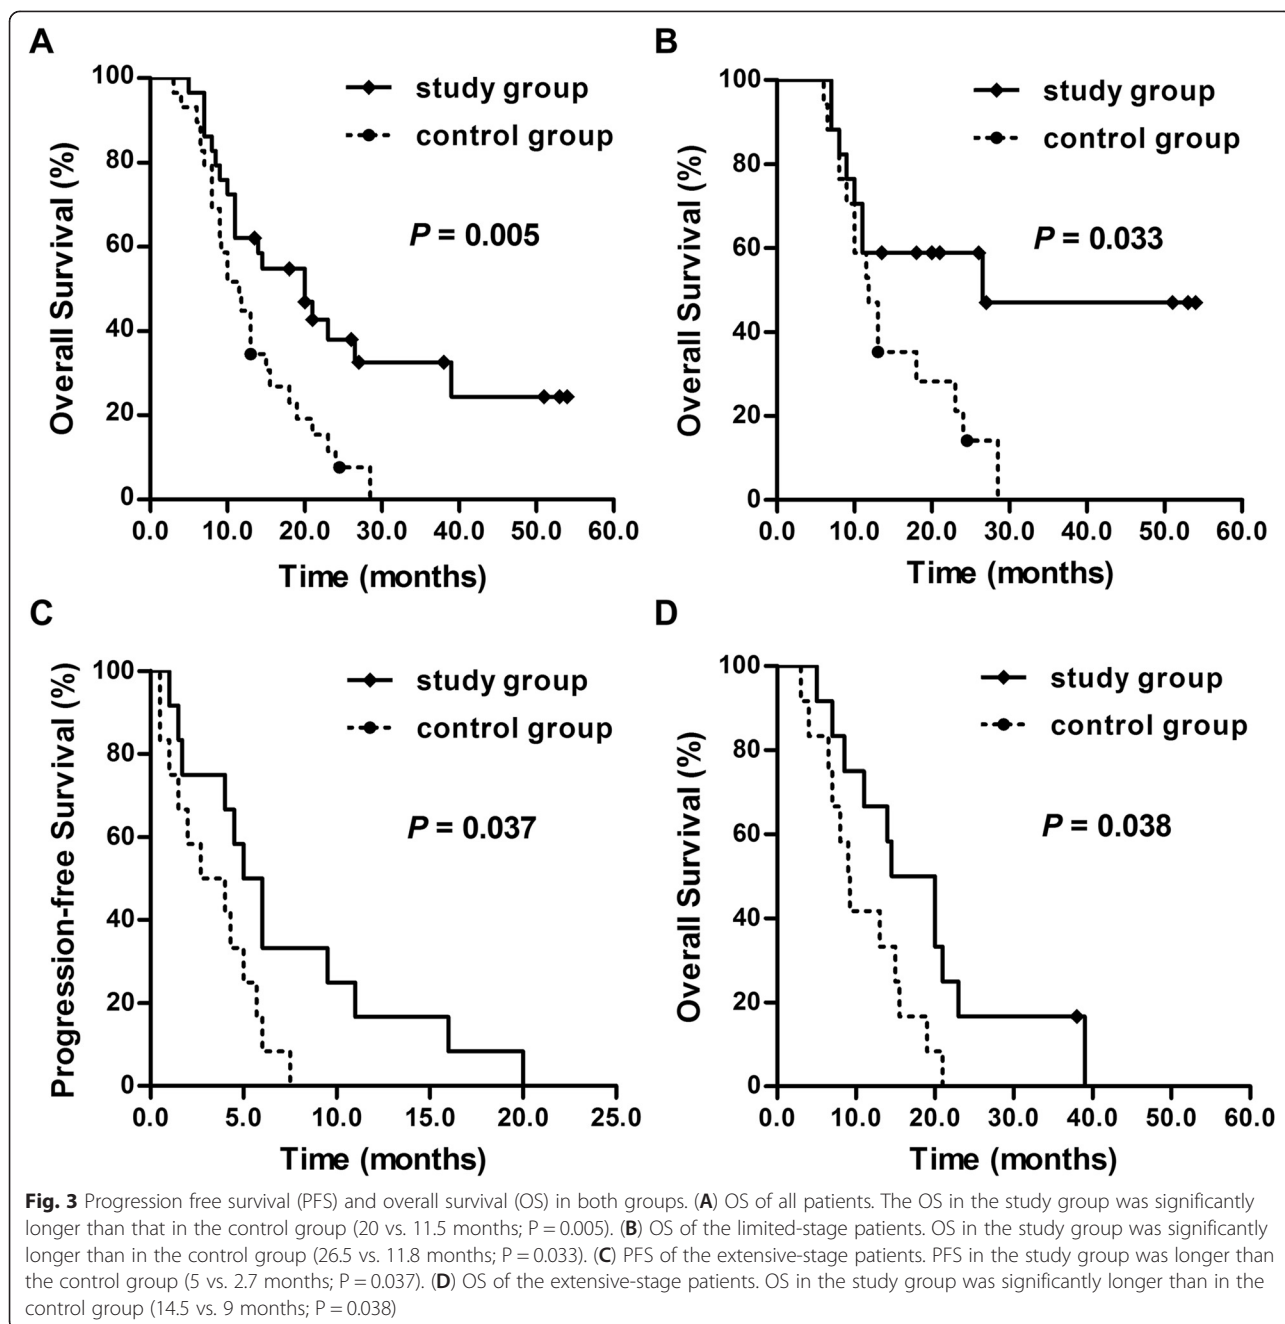 A
Overall Survival (%)
100
80
60
40
20
0
0.0 10.0 20.0 30.0 40.0 50.0 60.0
Time (months)
study group
control group
P = 0.005
B
Overall Survival (%)
100
80
60
40
20
0
0.0 10.0 20.0 30.0 40.0 50.0 60.0
Time (months)
study group
control group
P = 0.033
C
Progression-free Survival (%)
100
80
60
40
20
0
0.0 5.0 10.0 15.0 20.0 25.0
Time (months)
study group
control group
P = 0.037
D
Overall Survival (%)
100
80
60
40
20
0
0.0 10.0 20.0 30.0 40.0 50.0 60.0
Time (months)
study group
control group
P = 0.038
Fig. 3 Progression free survival (PFS) and overall survival (OS) in both groups. (A) OS of all patients. The OS in the study group was significantly
longer than that in the control group (20 vs. 11.5 months; P = 0.005). (B) OS of the limited-stage patients. OS in the study group was significantly
longer than in the control group (26.5 vs. 11.8 months; P = 0.033). (C) PFS of the extensive-stage patients. PFS in the study group was longer than
the control group (5 vs. 2.7 months; P = 0.037). (D) OS of the extensive-stage patients. OS in the study group was significantly longer than in the
control group (14.5 vs. 9 months; P = 0.038)